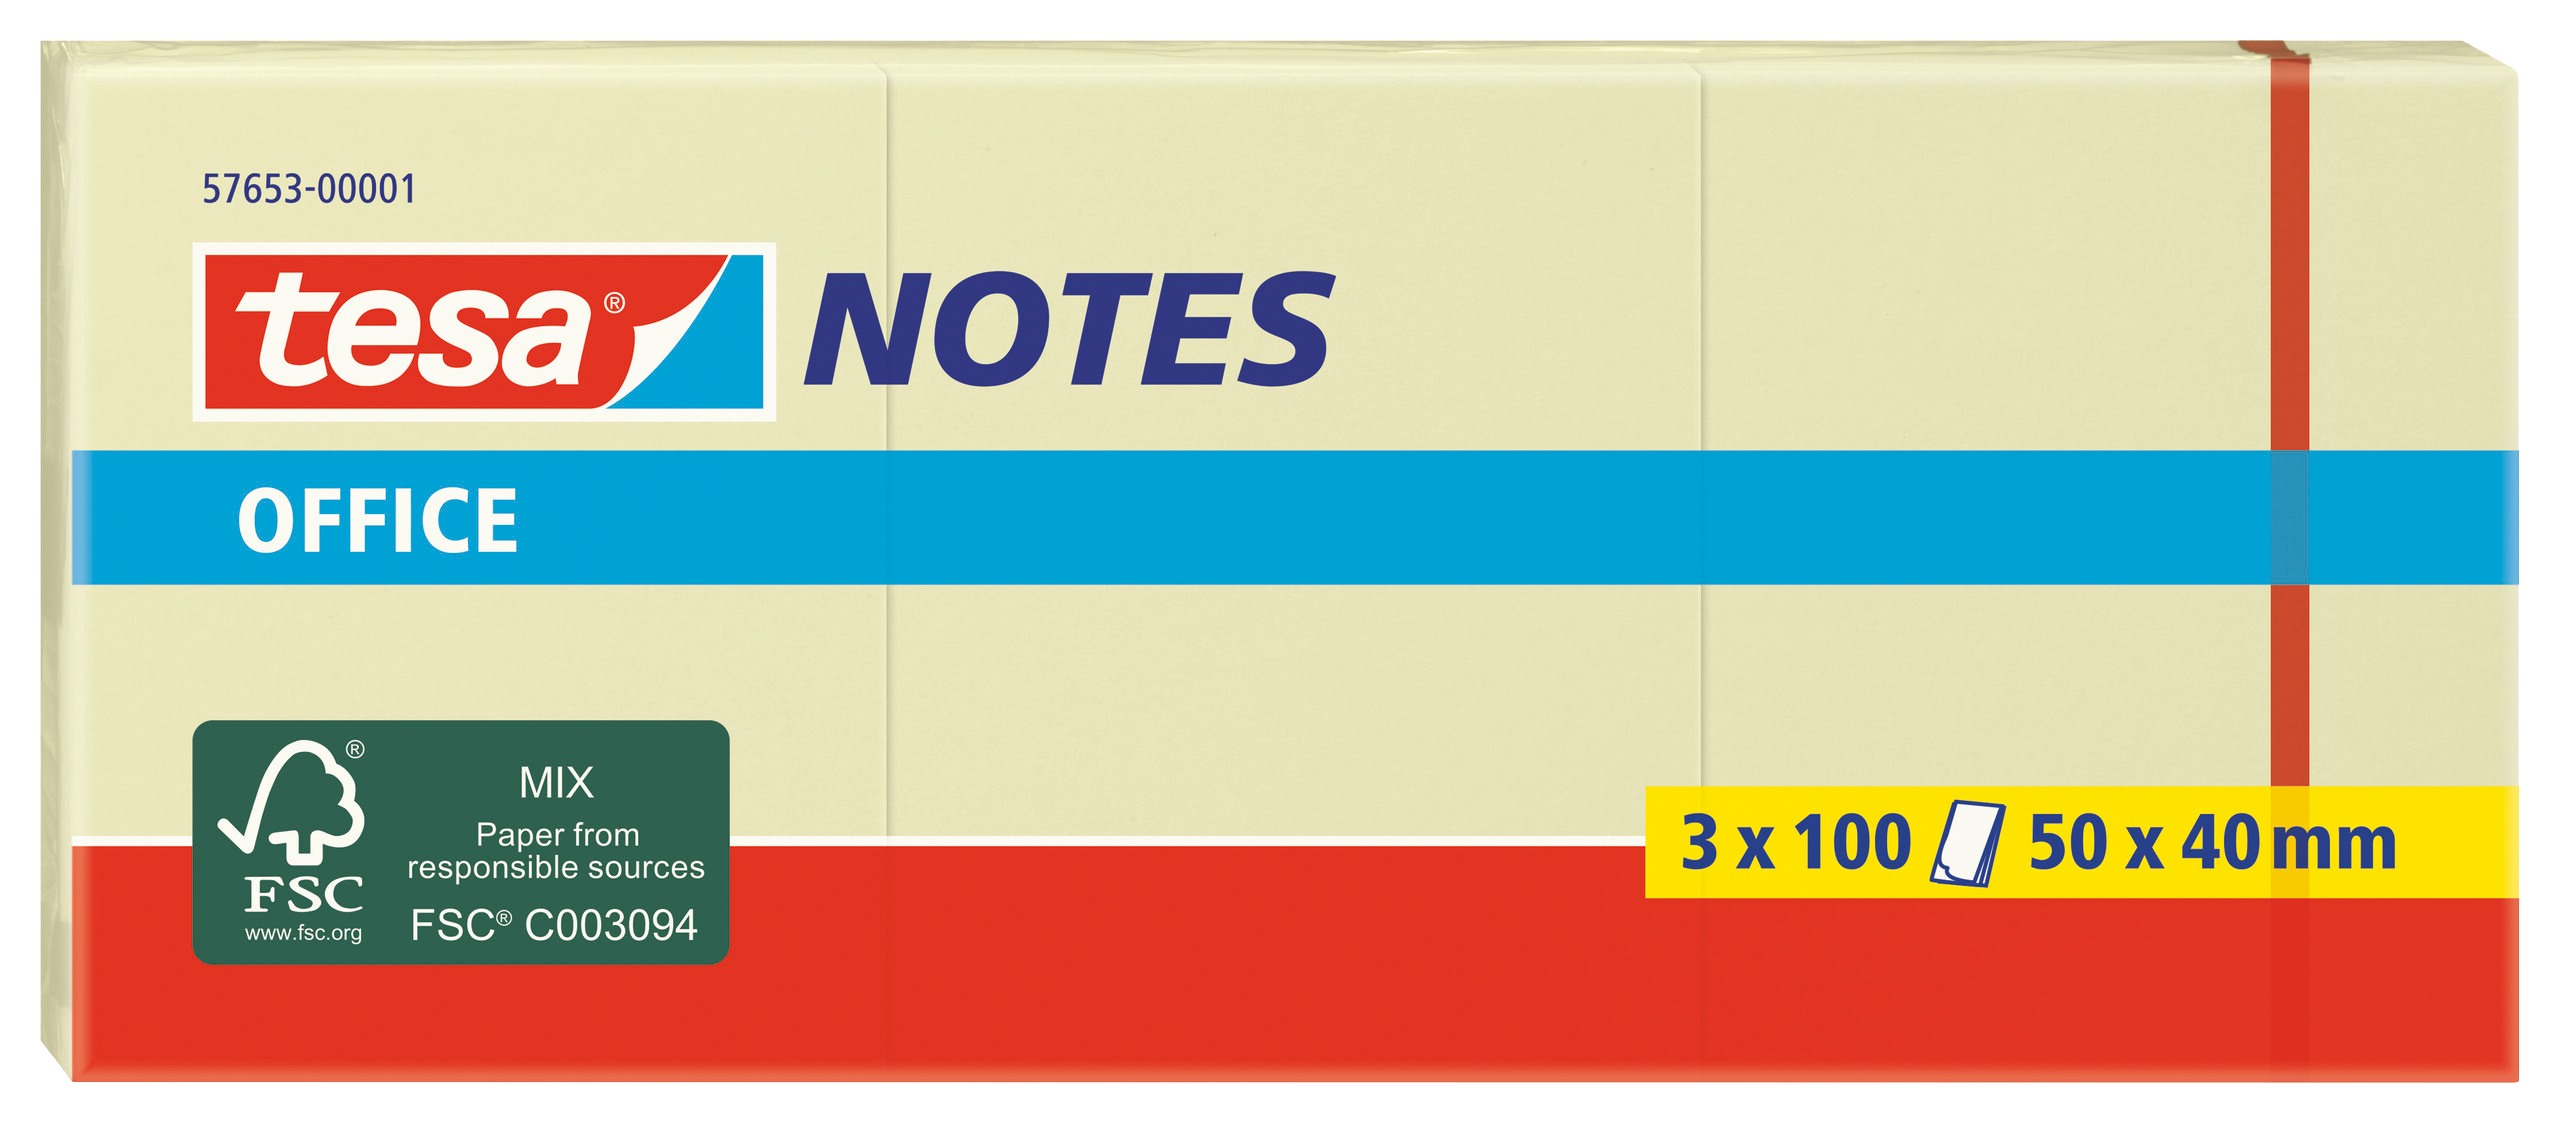 57653-00001
tesa® NOTES
OFFICE
®
MIX
Paper from
responsible sources
FSC
www.fsc.org
FSC® C003094
3 x 100 50 x 40 mm